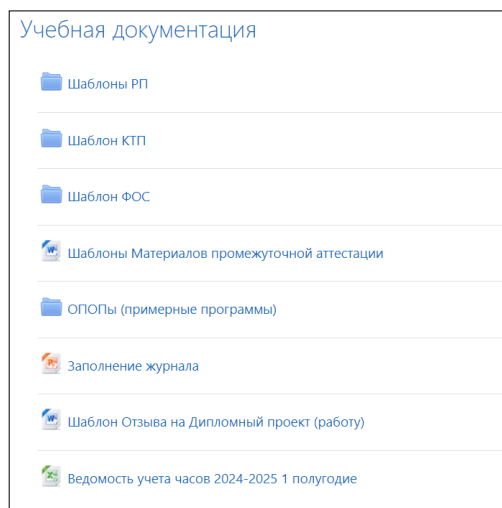 Учебная документация
Шаблоны РП
Шаблон КТП
Шаблон ФОС
Шаблоны Материалов промежуточной аттестации
ОПОПы (примерные программы)
Заполнение журнала
Шаблон Отзыва на Дипломный проект (работу)
Ведомость учета часов 2024-2025 1 полугодие